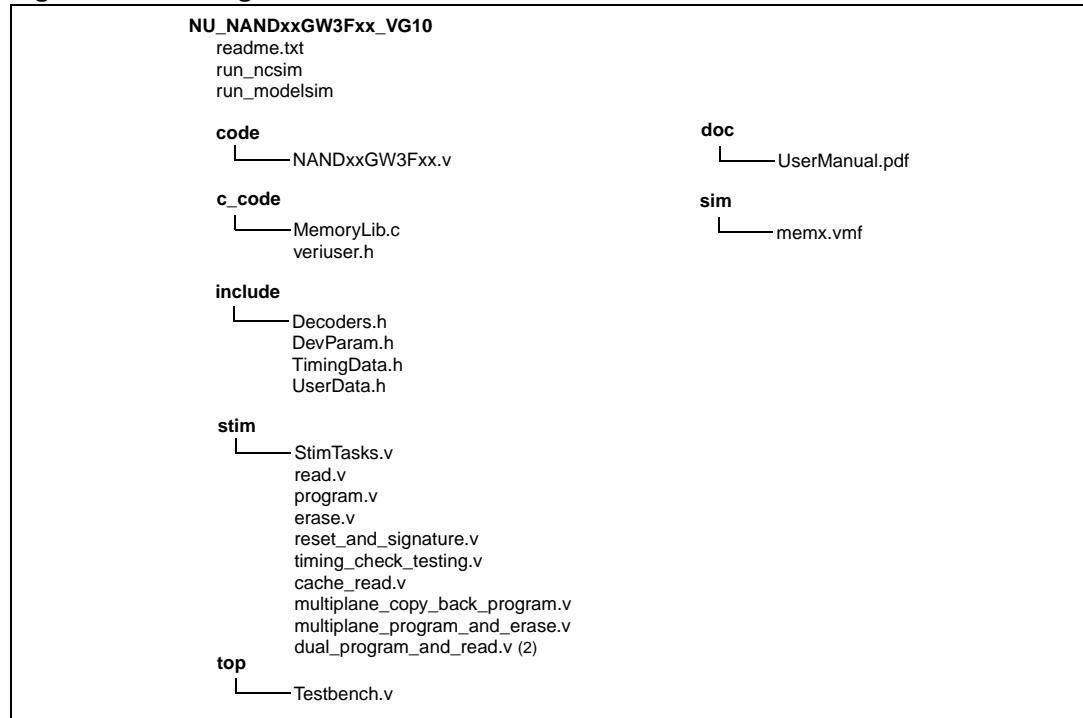 NU_NANDxxGW3Fxx_VG10
readme.txt
run_ncsim
run_modelsim
code
NANDxxGW3Fxx.v
c_code
MemoryLib.c
veriuser.h
include
Decoders.h
DevParam.h
TimingData.h
UserData.h
stim
StimTasks.v
read.v
program.v
erase.v
reset_and_signature.v
timing_check_testing.v
cache_read.v
multiplane_copy_back_program.v
multiplane_program_and_erase.v
dual_program_and_read.v (2)
top
Testbench.v
doc
UserManual.pdf
sim
memx.vmf